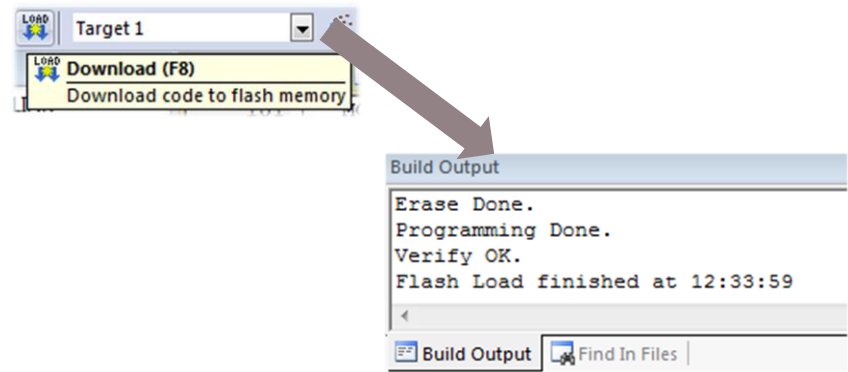 LOAD
Target 1
LOAD
Download (F8)
Download code to flash memory
Build Output
Erase Done.
Programming Done.
Verify OK.
Flash Load finished at 12:33:59
Build Output Find In Files